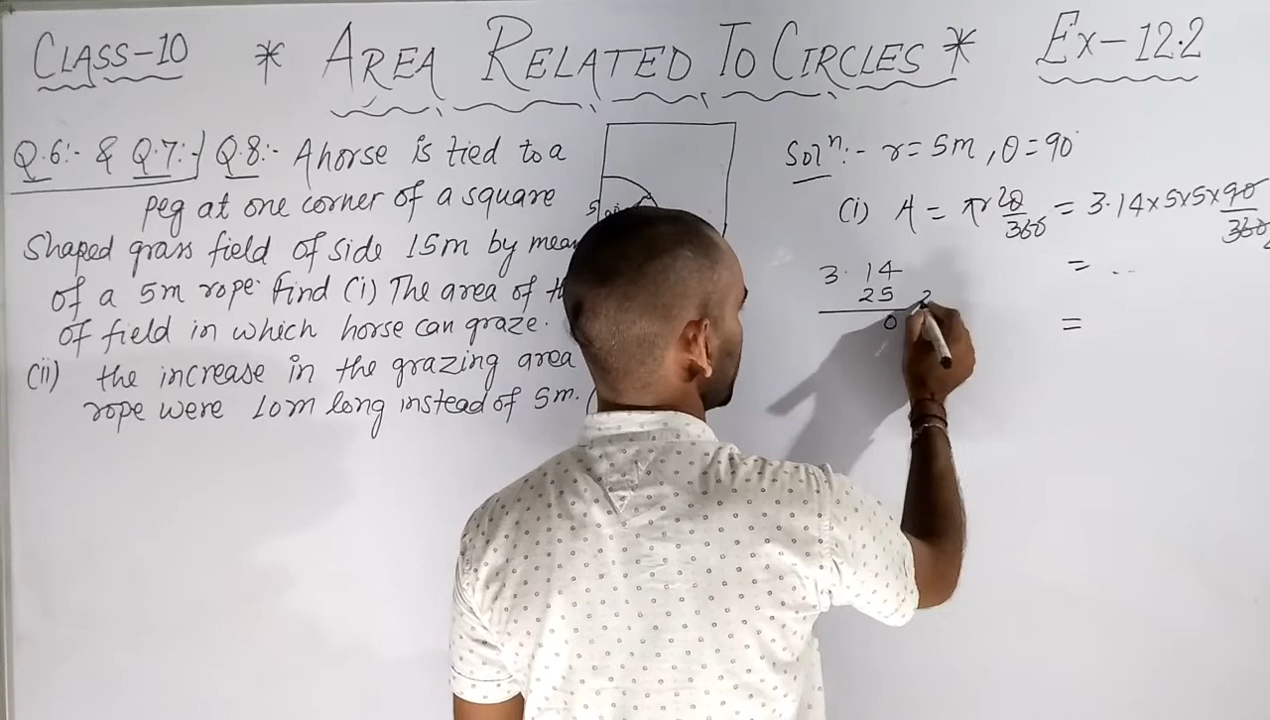 CLASS-10 * AREA RELATED TO CIRCLES * Ex-12.2
Q.6:- & Q.7:- Q.8:- A horse is tied to a
peg at one corner of a square
shaped grass field of side 15m by
of a 5m rope. find (i) The area of
of field in which horse can graze.
(ii) the increase in the grazing area
rope were 10m long instead of 5m.
5
Solⁿ:- r=5m, θ=90°
(i) A = πr²θ/360 = 3.14×5×5×90/360
3.14
25
0
2
= ..
=